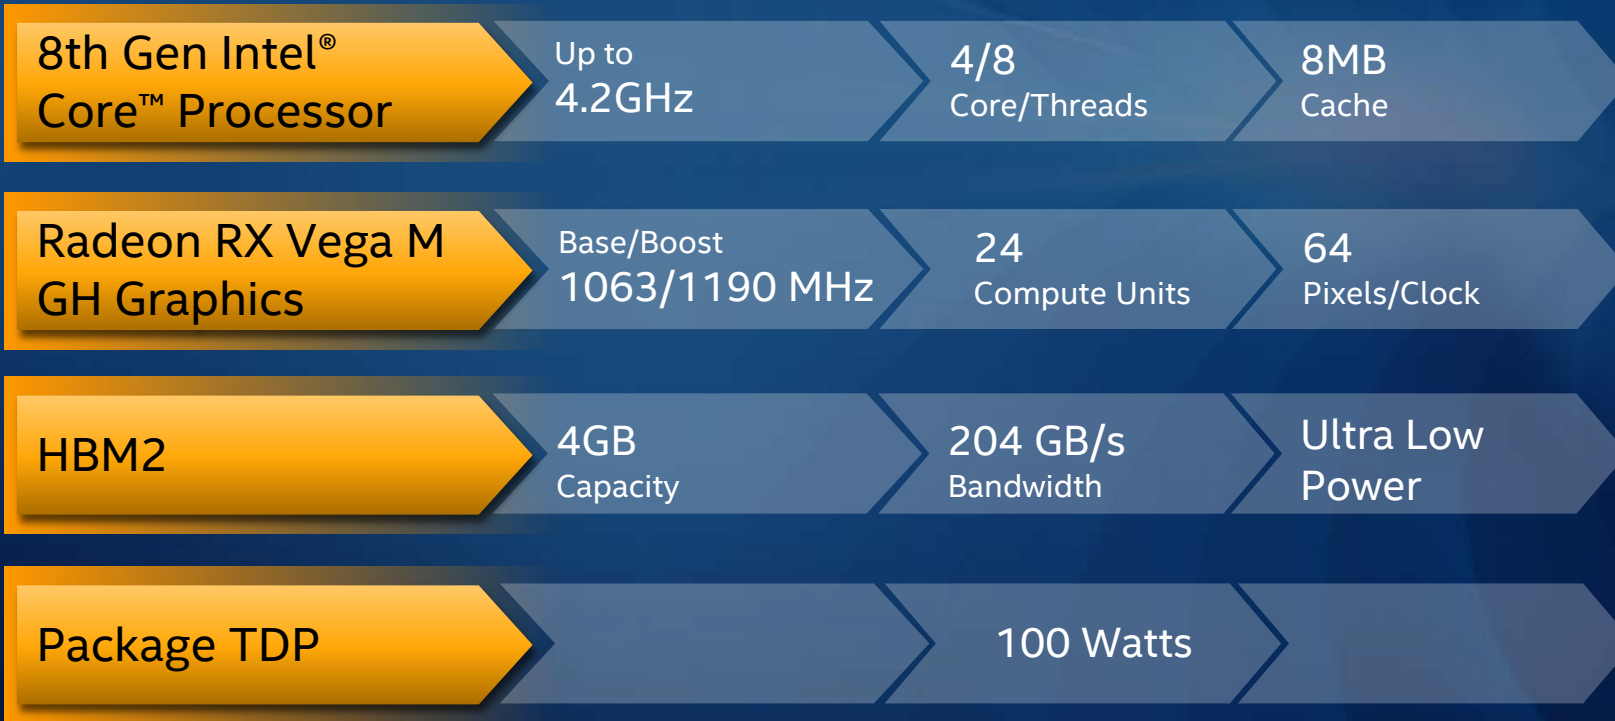 8th Gen Intel®
Core™ Processor
Up to
4.2GHz
4/8
Core/Threads
8MB
Cache
Radeon RX Vega M
GH Graphics
Base/Boost
1063/1190 MHz
24
Compute Units
64
Pixels/Clock
HBM2
4GB
Capacity
204 GB/s
Bandwidth
Ultra Low
Power
Package TDP
100 Watts